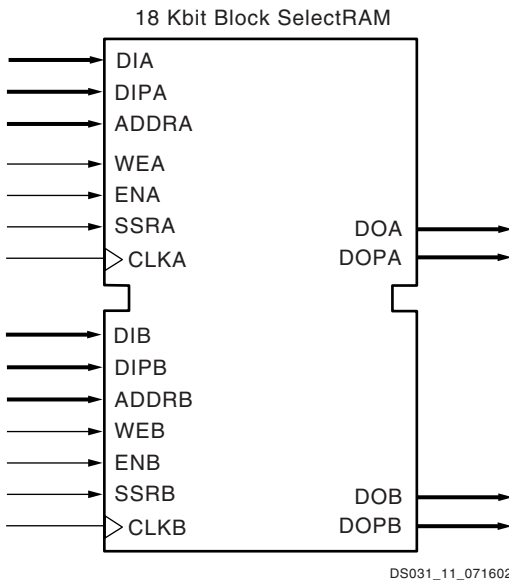 18 Kbit Block SelectRAM
DIA
DIPA
ADDRA
WEA
ENA
SSRA
CLKA
DOA
DOPA
DIB
DIPB
ADDRB
WEB
ENB
SSRB
CLKB
DOB
DOPB
DS031_11_071602